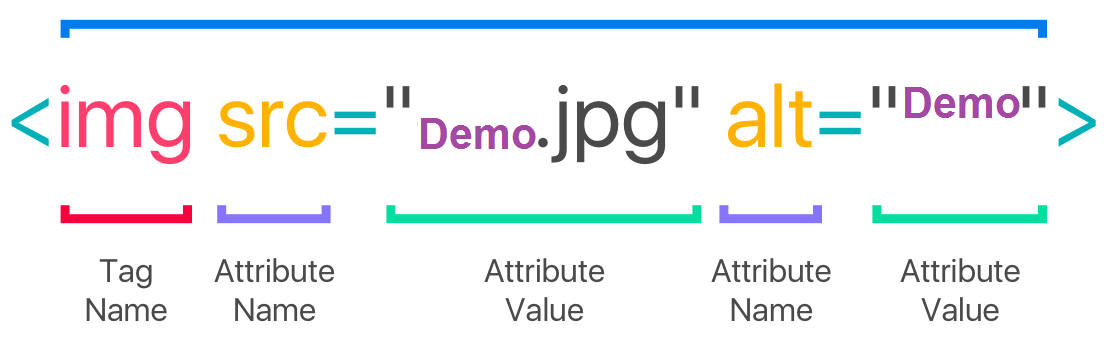 <img src="Demo.jpg" alt="Demo">
Tag Attribute Attribute Attribute Attribute
Name Name Value Name Value